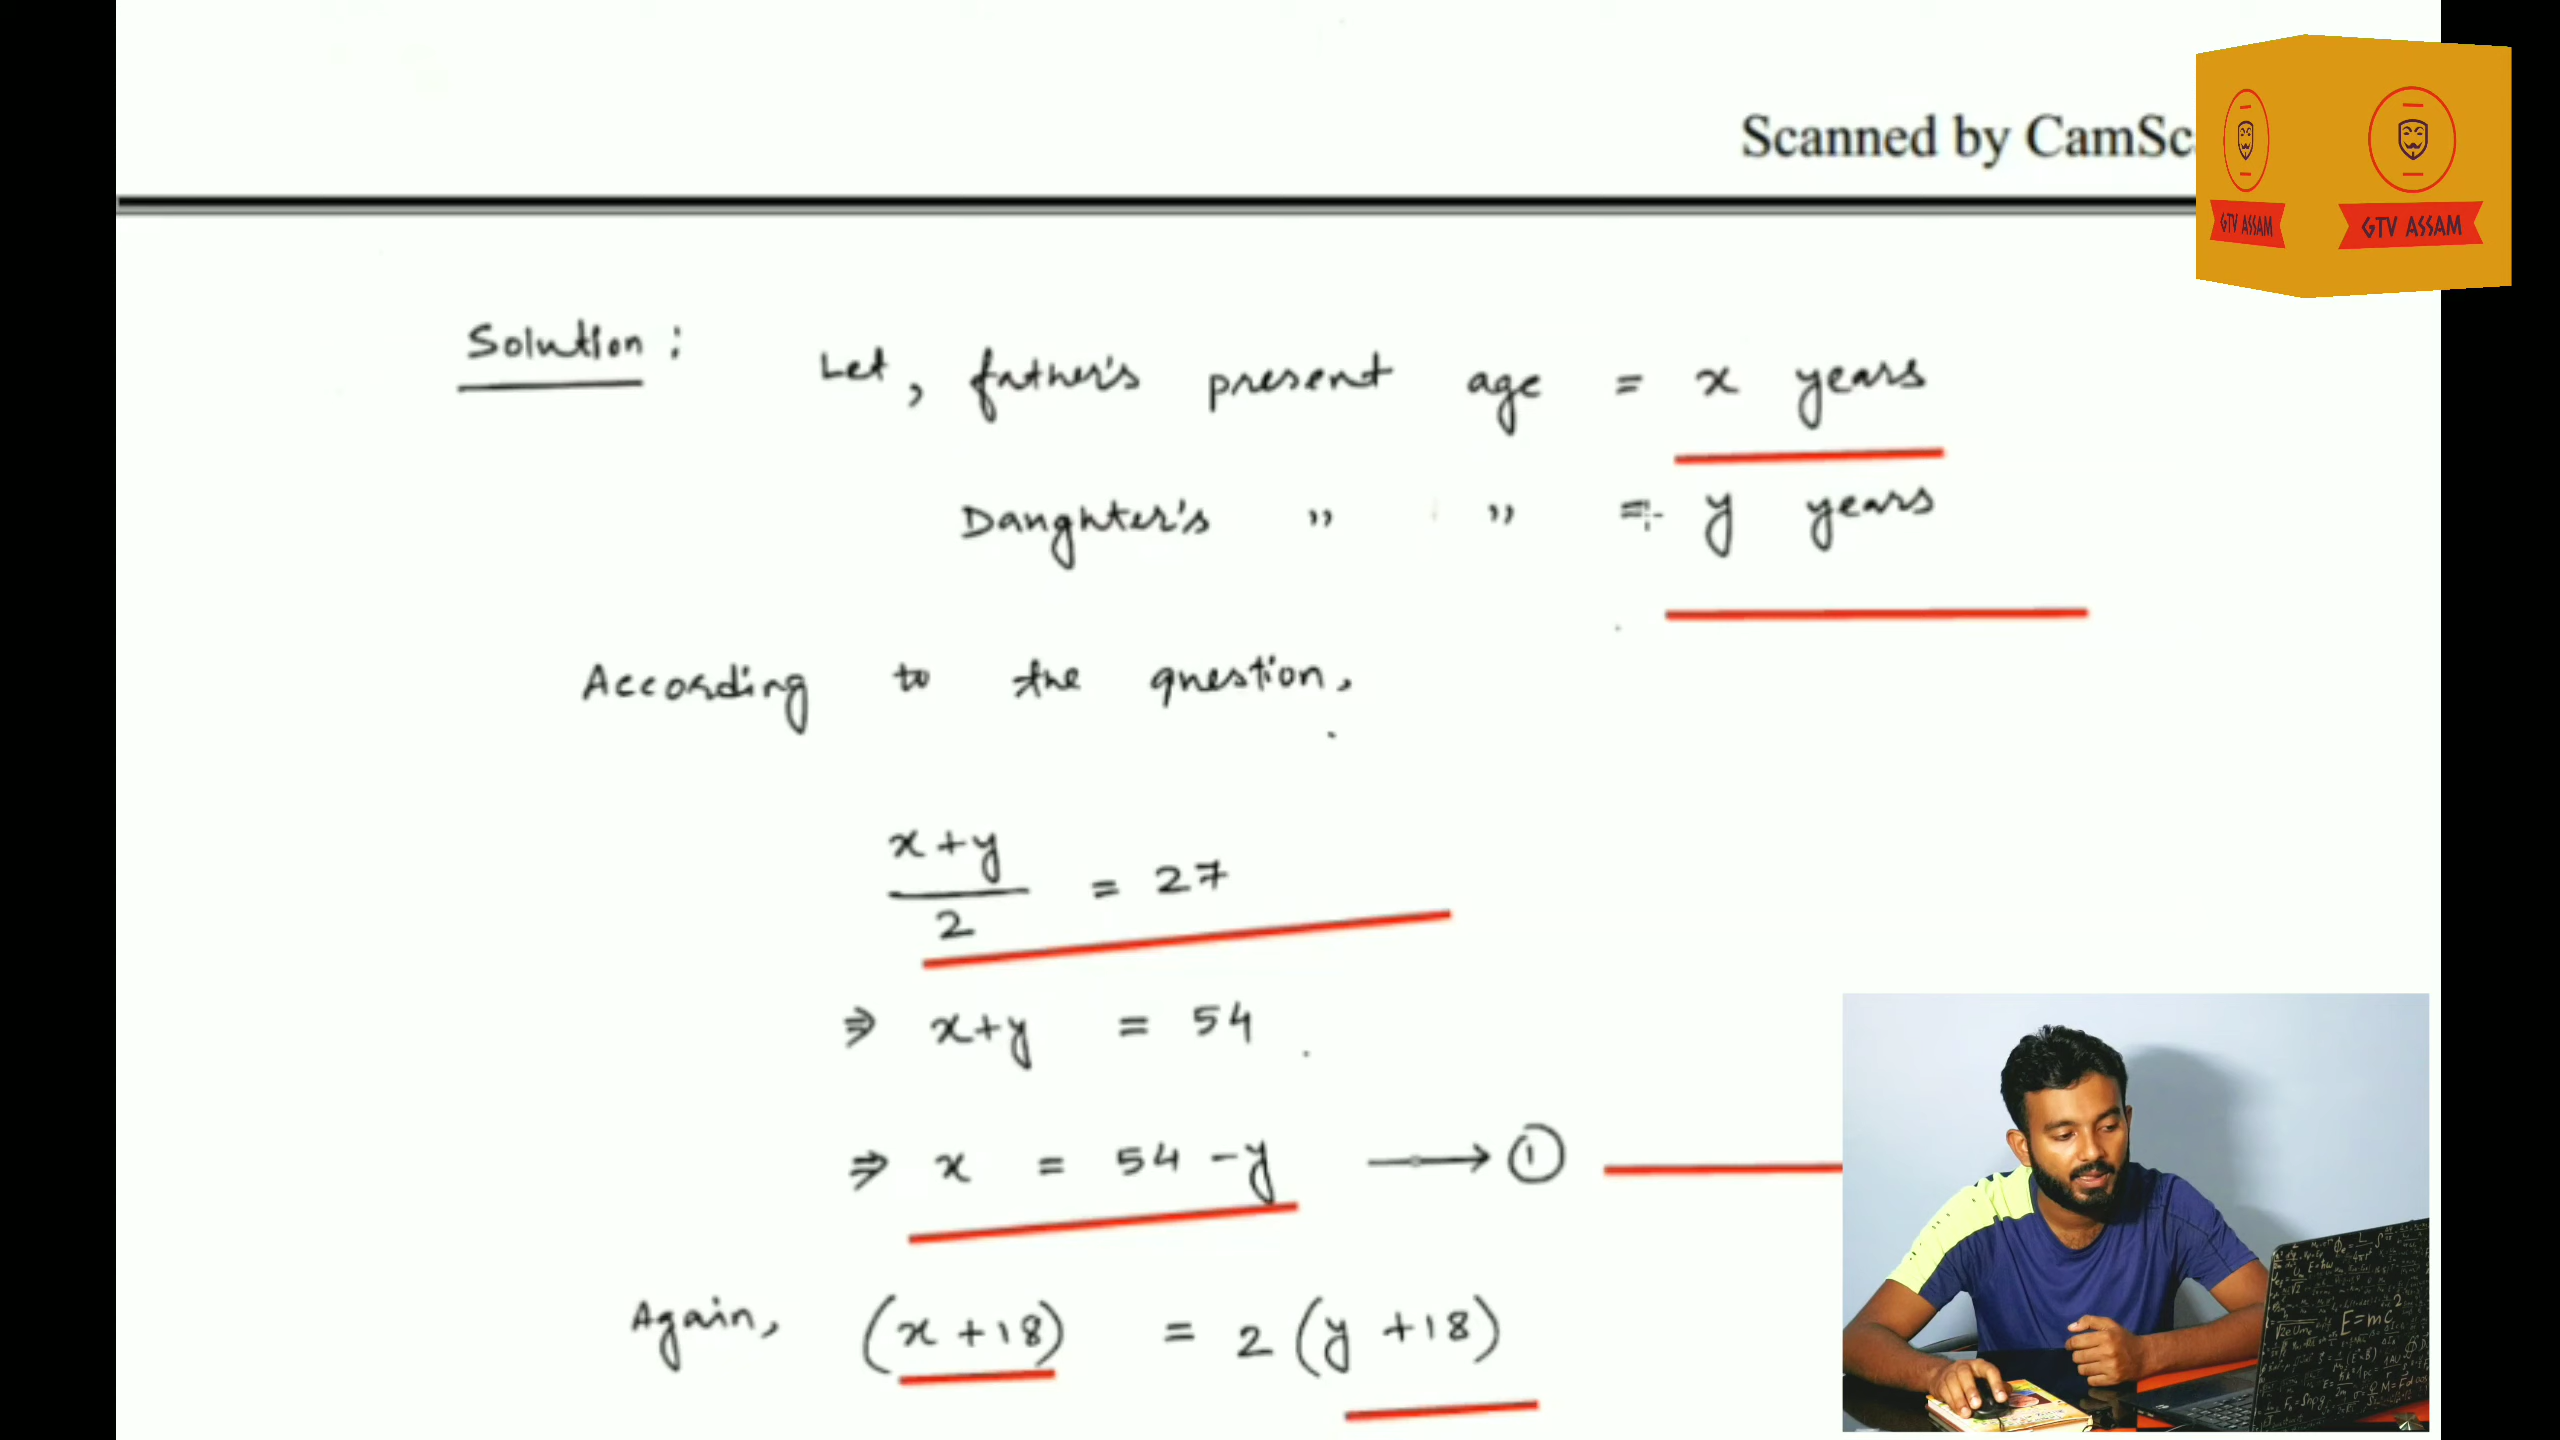 Scanned by CamSc
GTV ASSAM
GTV ASSAM
Solution : Let, father's present age = x years
Daughter's " " = y years
According to the question,
x+y
2
= 27
⇒ x+y = 54
⇒ x = 54 - y → ①
Again, (x +18) = 2 (y +18)
E=mc²